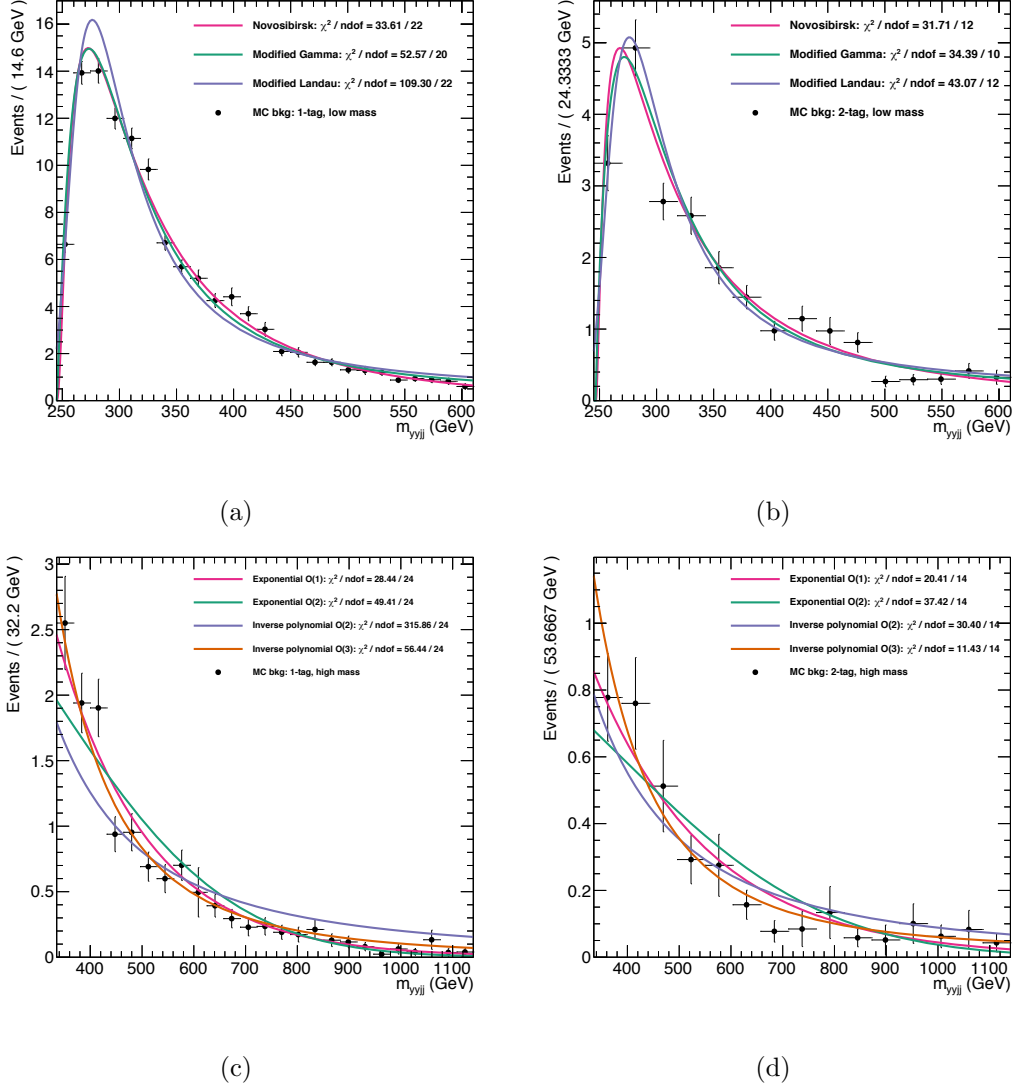 Events / ( 14.6 GeV )
16
14
12
10
8
6
4
2
0
Novosibirsk: χ² / ndof = 33.61 / 22
Modified Gamma: χ² / ndof = 52.57 / 20
Modified Landau: χ² / ndof = 109.30 / 22
MC bkg: 1-tag, low mass
250 300 350 400 450 500 550 600
m_yyjj (GeV)
(a)
Events / ( 24.3333 GeV )
5
4
3
2
1
0
Novosibirsk: χ² / ndof = 31.71 / 12
Modified Gamma: χ² / ndof = 34.39 / 10
Modified Landau: χ² / ndof = 43.07 / 12
MC bkg: 2-tag, low mass
250 300 350 400 450 500 550 600
m_yyjj (GeV)
(b)
Events / ( 32.2 GeV )
3
2.5
2
1.5
1
0.5
0
Exponential O(1): χ² / ndof = 28.44 / 24
Exponential O(2): χ² / ndof = 49.41 / 24
Inverse polynomial O(2): χ² / ndof = 315.86 / 24
Inverse polynomial O(3): χ² / ndof = 56.44 / 24
MC bkg: 1-tag, high mass
400 500 600 700 800 900 1000 1100
m_yyjj (GeV)
(c)
Events / ( 53.6667 GeV )
1
0.8
0.6
0.4
0.2
0
Exponential O(1): χ² / ndof = 20.41 / 14
Exponential O(2): χ² / ndof = 37.42 / 14
Inverse polynomial O(2): χ² / ndof = 30.40 / 14
Inverse polynomial O(3): χ² / ndof = 11.43 / 14
MC bkg: 2-tag, high mass
400 500 600 700 800 900 1000 1100
m_yyjj (GeV)
(d)